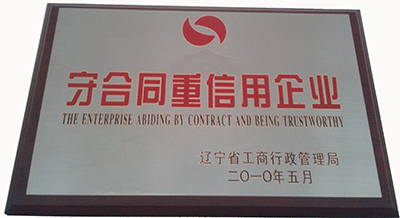 守合同重信用企业
THE ENTERPRISE ABIDING BY CONTRACT AND BEING TRUSTWORTHY
辽宁省工商行政管理局
二〇一〇年五月